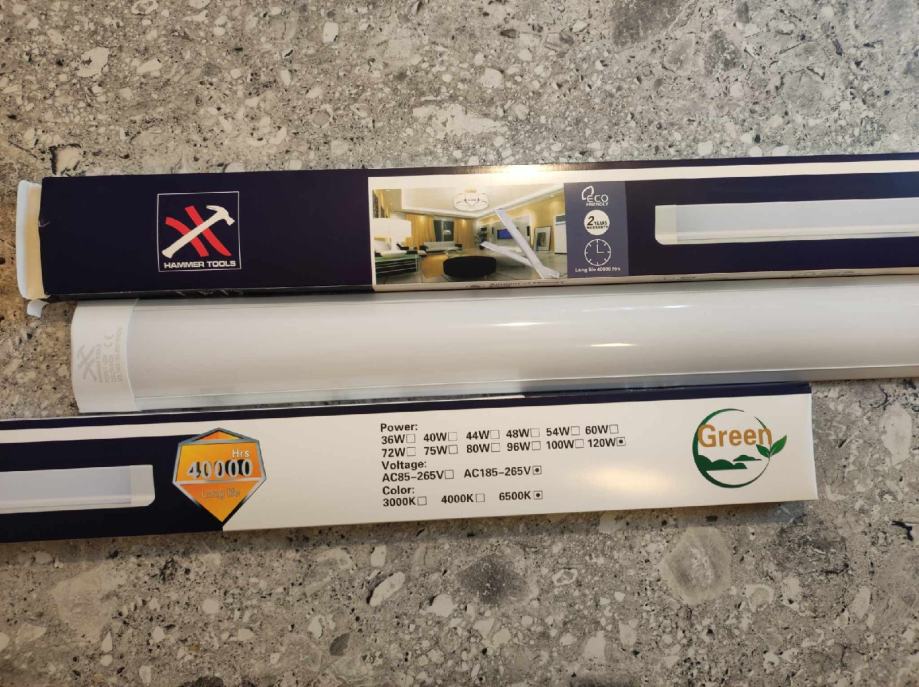 HAMMER TOOLS
ECO
FRIENDLY
2 YEARS
Long life 40000 Hrs
Hrs
40000
Long life
Power:
36W□ 40W□ 44W□ 48W□ 54W□ 60W□
72W□ 75W□ 80W□ 96W□ 100W□ 120W▣
Voltage:
AC85-265V□ AC185-265V▣
Color:
3000K□ 4000K□ 6500K▣
Green